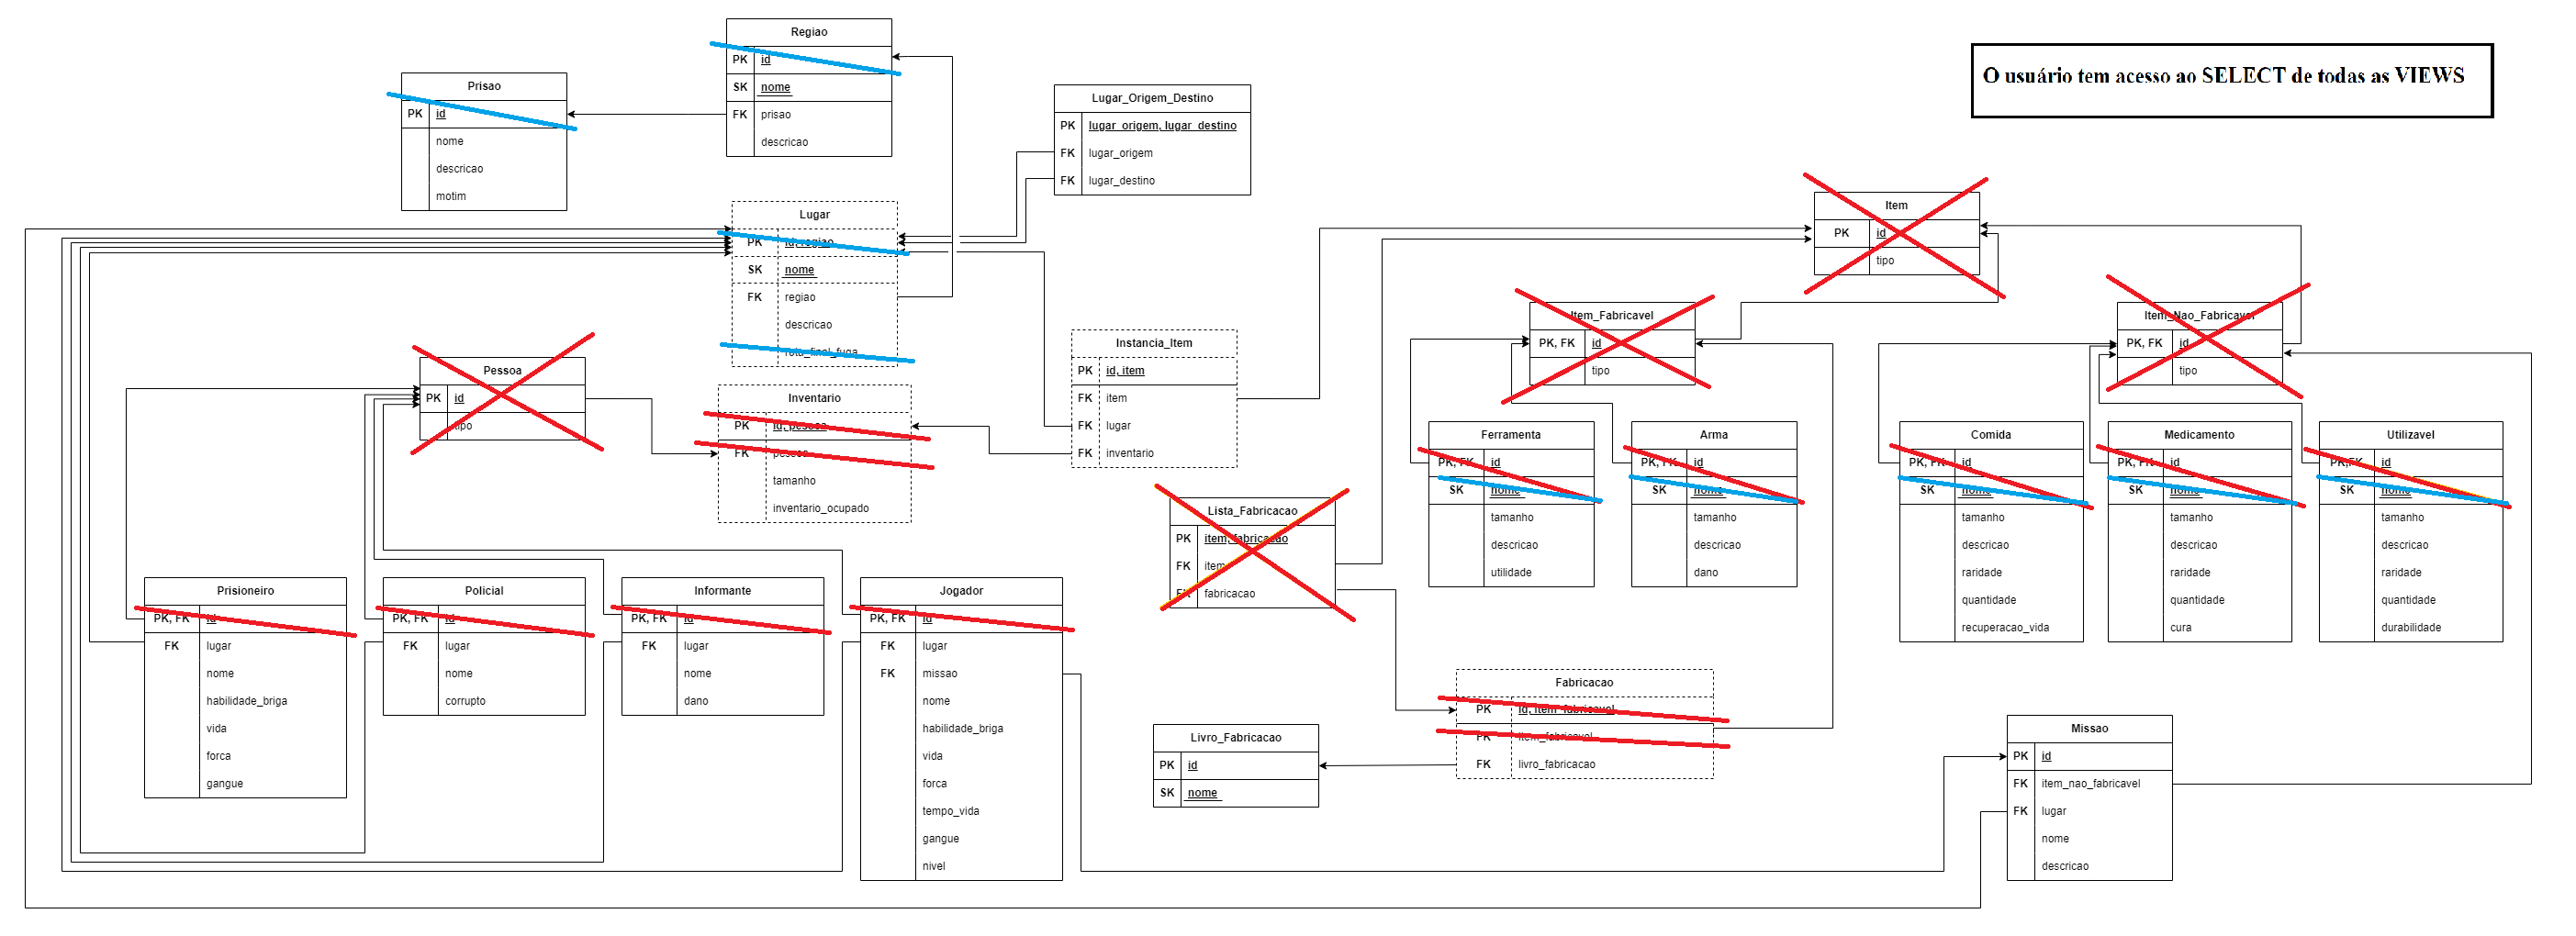 Regiao
PK id
SK nome
FK prisao
descricao
Prisao
PK id
nome
descricao
motim
Lugar_Origem_Destino
PK lugar_origem, lugar_destino
FK lugar_origem
FK lugar_destino
O usuário tem acesso ao SELECT de todas as VIEWS
Lugar
PK id, regiao
SK nome
FK regiao
descricao
rota_final_fuga
Item
PK id
tipo
Instancia_Item
PK id, item
FK item
FK lugar
FK inventario
Item_Fabricavel
PK, FK id
tipo
Item_Nao_Fabricavel
PK, FK id
tipo
Pessoa
PK id
tipo
Inventario
PK id, pessoa
FK pessoa
tamanho
inventario_ocupado
Ferramenta
PK, FK id
SK nome
tamanho
descricao
utilidade
Arma
PK, FK id
SK nome
tamanho
descricao
dano
Comida
PK, FK id
SK nome
tamanho
descricao
raridade
quantidade
recuperacao_vida
Medicamento
PK, FK id
SK nome
tamanho
descricao
raridade
quantidade
cura
Utilizavel
PK,FK id
SK nome
tamanho
descricao
raridade
quantidade
durabilidade
Lista_Fabricacao
PK item, fabricacao
FK item
FK fabricacao
Prisioneiro
PK, FK id
FK lugar
nome
habilidade_briga
vida
forca
gangue
Policial
PK, FK id
FK lugar
nome
corrupto
Informante
PK, FK id
FK lugar
nome
dano
Jogador
PK, FK id
FK lugar
FK missao
nome
habilidade_briga
vida
forca
tempo_vida
gangue
nivel
Fabricacao
PK id, item_fabricavel
FK item_fabricavel
FK livro_fabricacao
Livro_Fabricacao
PK id
SK nome
Missao
PK id
FK item_nao_fabricavel
FK lugar
nome
descricao